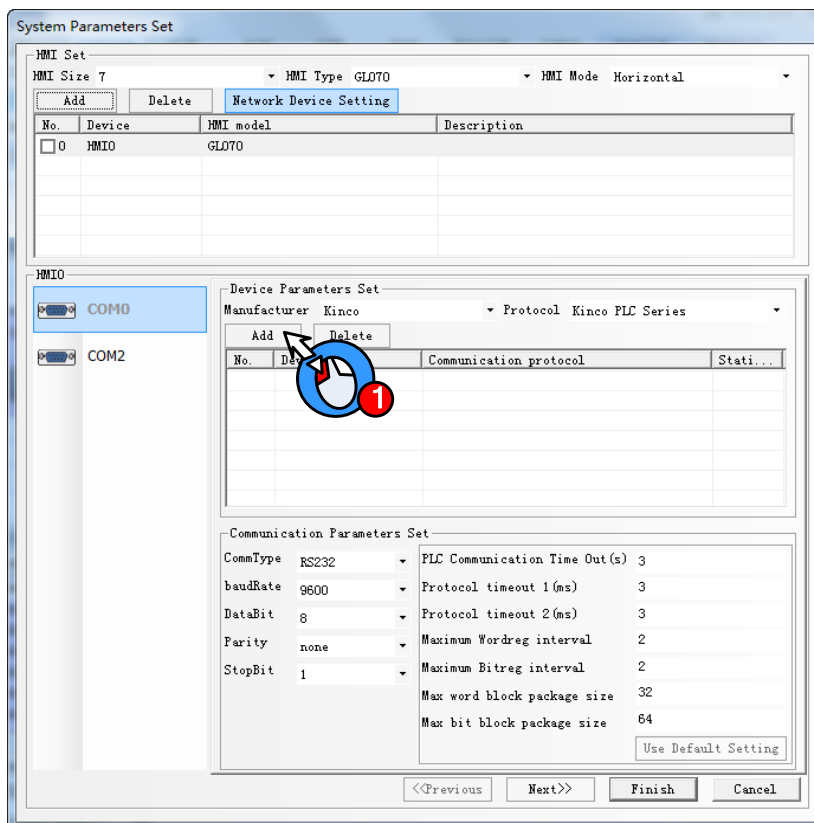 System Parameters Set
HMI Set
HMI Size 7 HMI Type GL070 HMI Mode Horizontal
Add Delete Network Device Setting
No. Device HMI model Description
0 HMI0 GL070
HMI0
COM0
COM2
Device Parameters Set
Manufacturer Kinco Protocol Kinco PLC Series
Add Delete
No. Communication protocol Stati...
1
Communication Parameters Set
CommType RS232 PLC Communication Time Out(s) 3
baudRate 9600 Protocol timeout 1(ms) 3
DataBit 8 Protocol timeout 2(ms) 3
Parity none Maximum Wordreg interval 2
StopBit 1 Maximum Bitreg interval 2
Max word block package size 32
Max bit block package size 64
Use Default Setting
<<Previous Next>> Finish Cancel